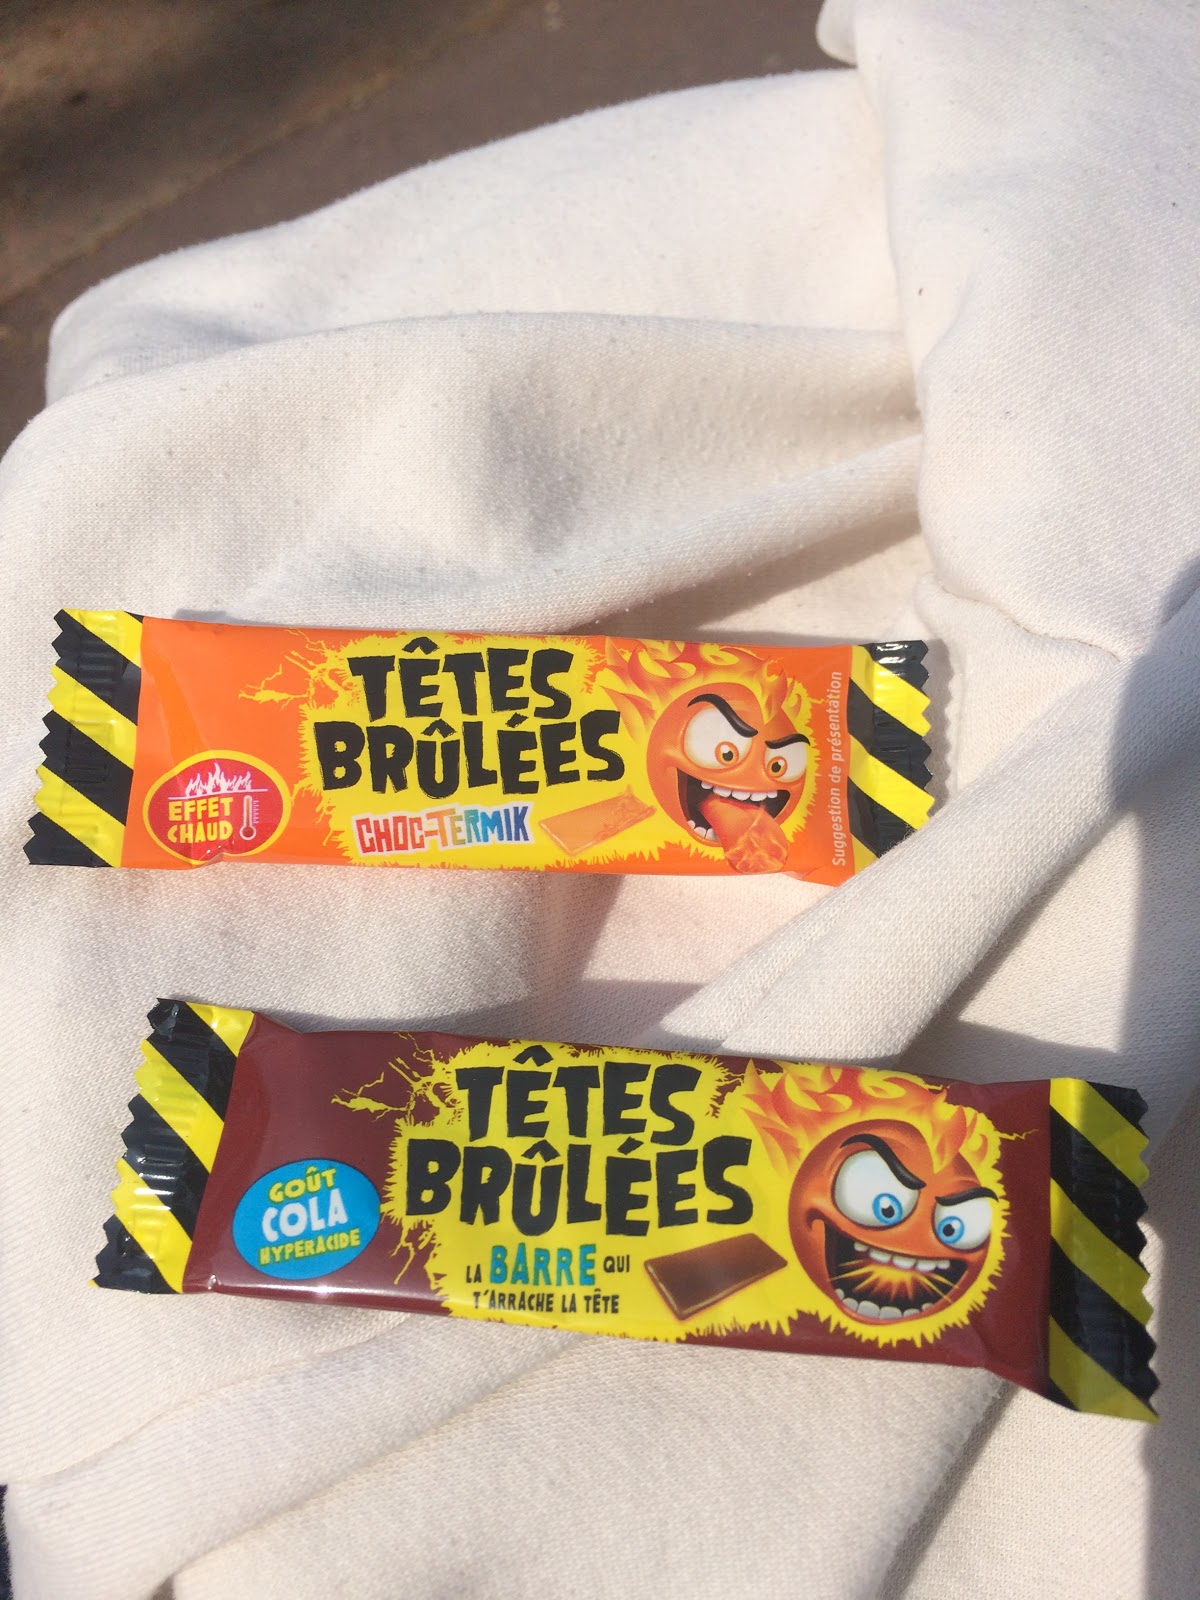 TÊTES
BRÛLÉES
CHOC-TERMIK
EFFET
CHAUD
Suggestion de présentation
TÊTES
BRÛLÉES
LA BARRE QUI
T'ARRACHE LA TÊTE
GOÛT
COLA
HYPERACIDE